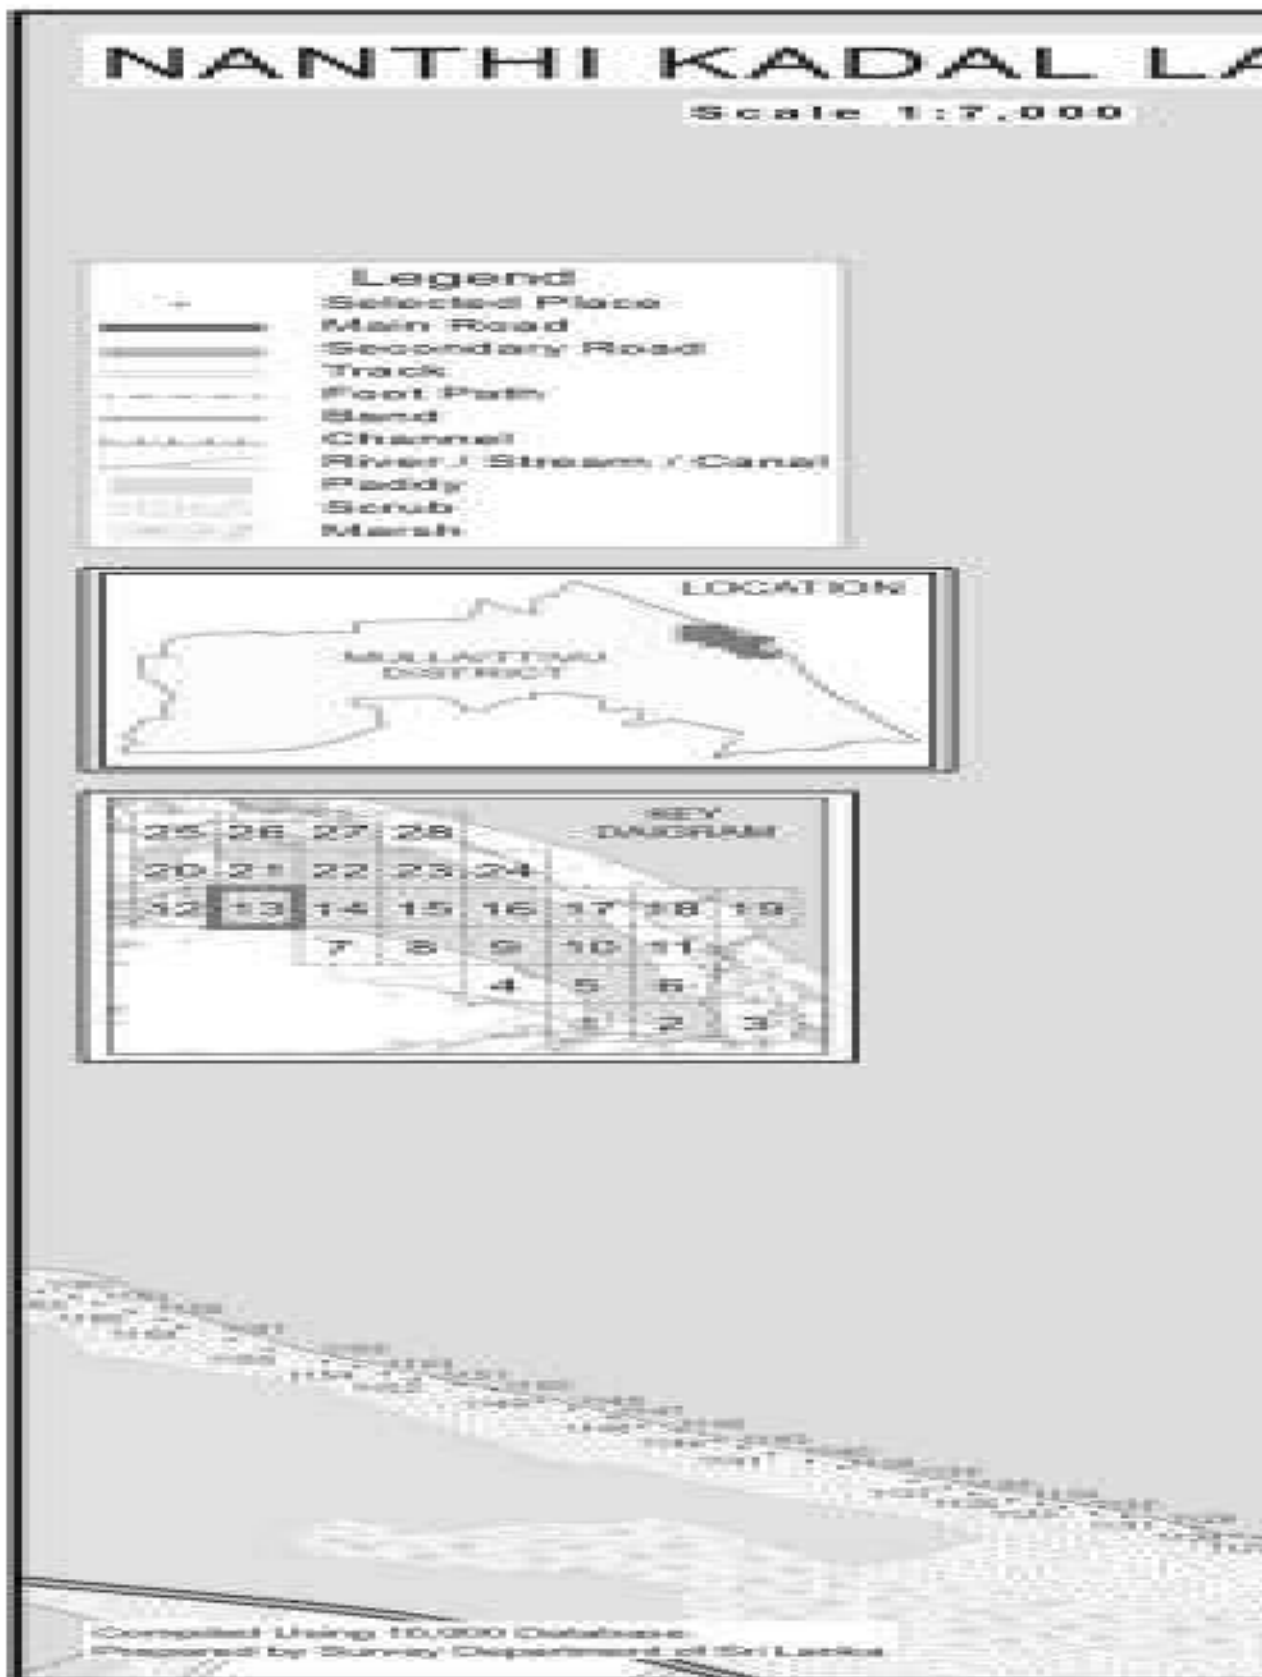 NANTHI KADAL LA
Scale 1:7,000
Legend
Selected Place
Main Road
Secondary Road
Track
Foot Path
Bund
Channel
River / Stream / Canal
Paddy
Scrub
Marsh
LOCATION
MULLAITTIVU
DISTRICT
KEY
DAIGRAM
25 26 27 28
20 21 22 23 24
12 13 14 15 16 17 18 19
7 8 9 10 11
4 5 6
1 2 3
Compiled Using 10,000 Database
Prepared by Survey Department of Sri Lanka